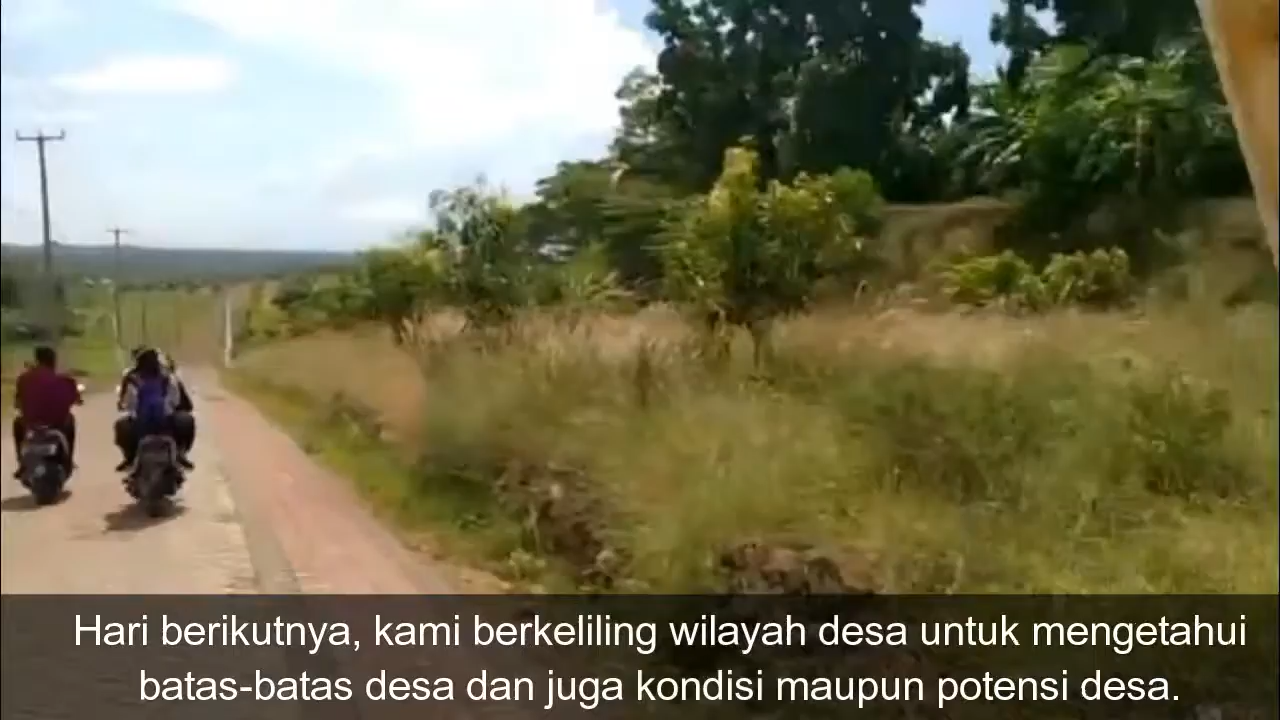 Hari berikutnya, kami berkeliling wilayah desa untuk mengetahui
batas-batas desa dan juga kondisi maupun potensi desa.